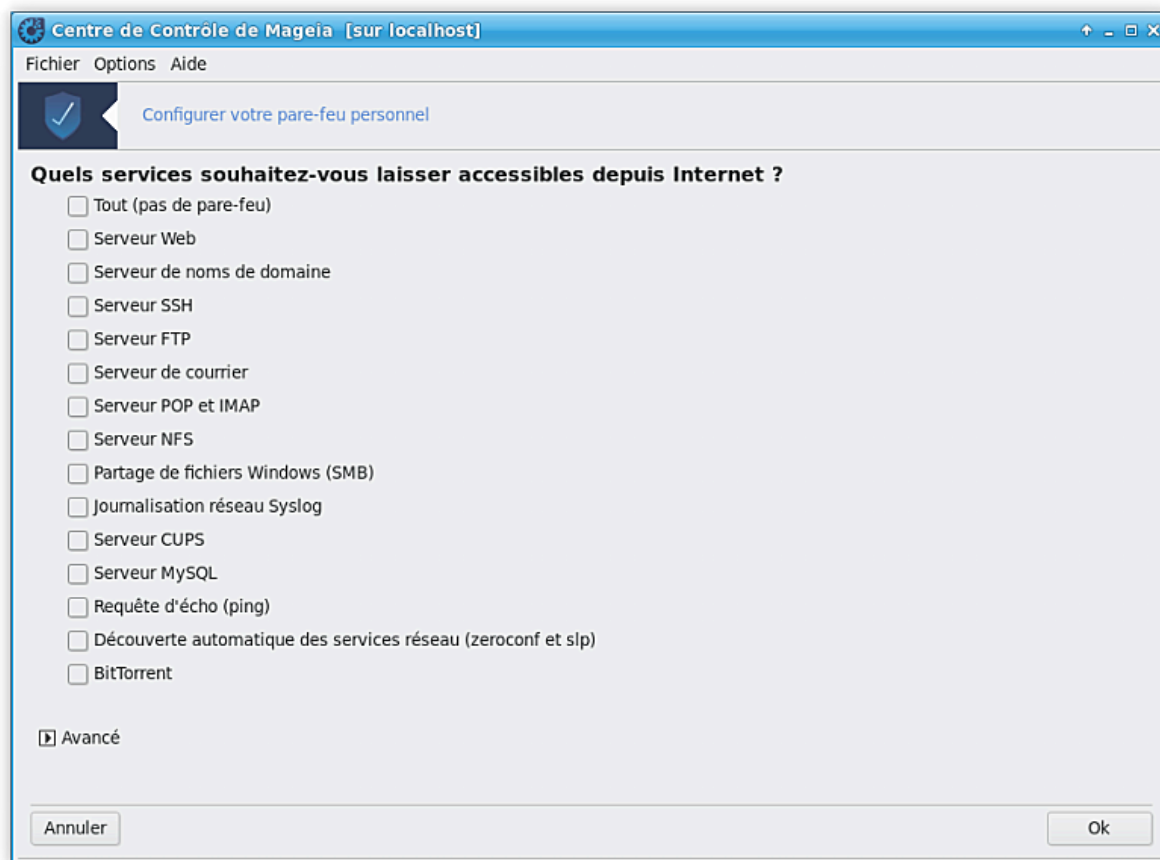 Centre de Contrôle de Mageia [sur localhost]
Fichier Options Aide
Configurer votre pare-feu personnel
Quels services souhaitez-vous laisser accessibles depuis Internet ?
Tout (pas de pare-feu)
Serveur Web
Serveur de noms de domaine
Serveur SSH
Serveur FTP
Serveur de courrier
Serveur POP et IMAP
Serveur NFS
Partage de fichiers Windows (SMB)
Journalisation réseau Syslog
Serveur CUPS
Serveur MySQL
Requête d'écho (ping)
Découverte automatique des services réseau (zeroconf et slp)
BitTorrent
Avancé
Annuler Ok